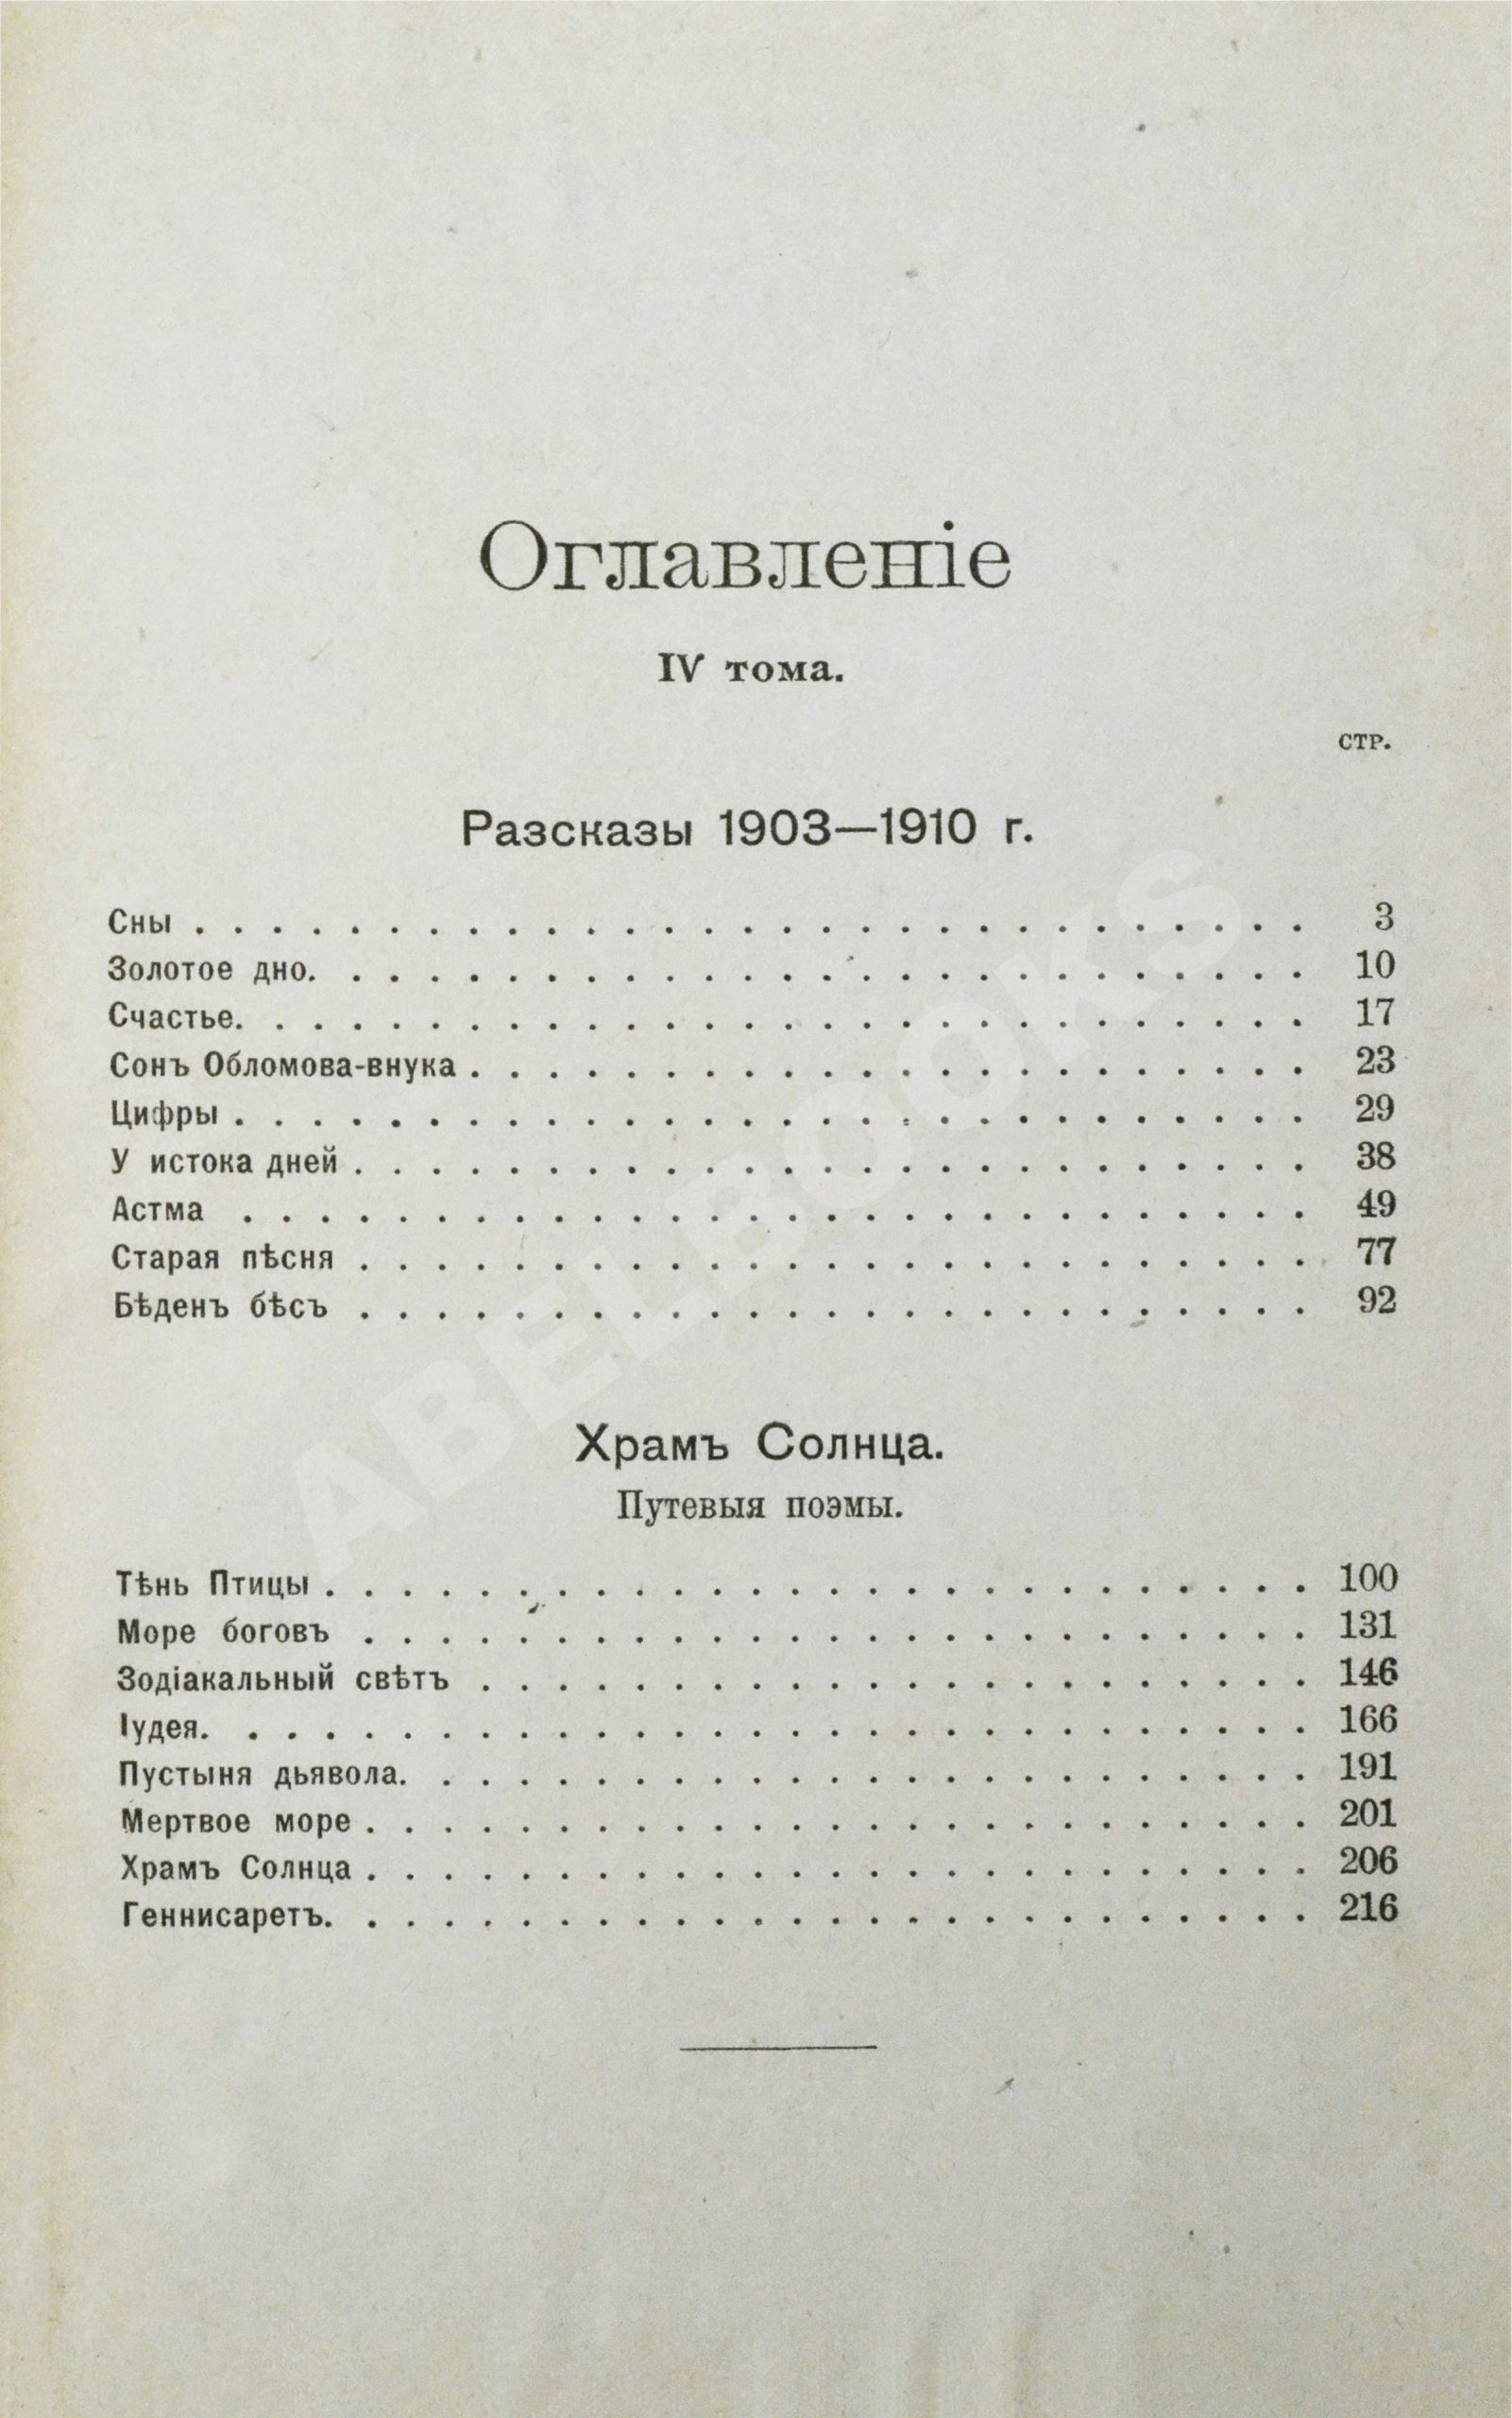 Оглавленіе
IV тома.
СТР.
Разсказы 1903—1910 г.
Сны . . . . . . . . . . . . . . . . . . . . . . . . . . . . . 3
Золотое дно. . . . . . . . . . . . . . . . . . . . . . . . . . 10
Счастье. . . . . . . . . . . . . . . . . . . . . . . . . . . . 17
Сонъ Обломова-внука . . . . . . . . . . . . . . . . . . . . . . 23
Цифры . . . . . . . . . . . . . . . . . . . . . . . . . . . . 29
У истока дней . . . . . . . . . . . . . . . . . . . . . . . . . 38
Астма . . . . . . . . . . . . . . . . . . . . . . . . . . . . 49
Старая пѣсня . . . . . . . . . . . . . . . . . . . . . . . . . 77
Бѣденъ бѣсъ . . . . . . . . . . . . . . . . . . . . . . . . . 92
Храмъ Солнца.
Путевыя поэмы.
Тѣнь Птицы . . . . . . . . . . . . . . . . . . . . . . . . . . 100
Море боговъ . . . . . . . . . . . . . . . . . . . . . . . . . 131
Зодіакальный свѣтъ . . . . . . . . . . . . . . . . . . . . . . 146
Іудея. . . . . . . . . . . . . . . . . . . . . . . . . . . . . 166
Пустыня дьявола. . . . . . . . . . . . . . . . . . . . . . . . 191
Мертвое море . . . . . . . . . . . . . . . . . . . . . . . . . 201
Храмъ Солнца . . . . . . . . . . . . . . . . . . . . . . . . . 206
Геннисаретъ. . . . . . . . . . . . . . . . . . . . . . . . . . 216
ABELBOOKS